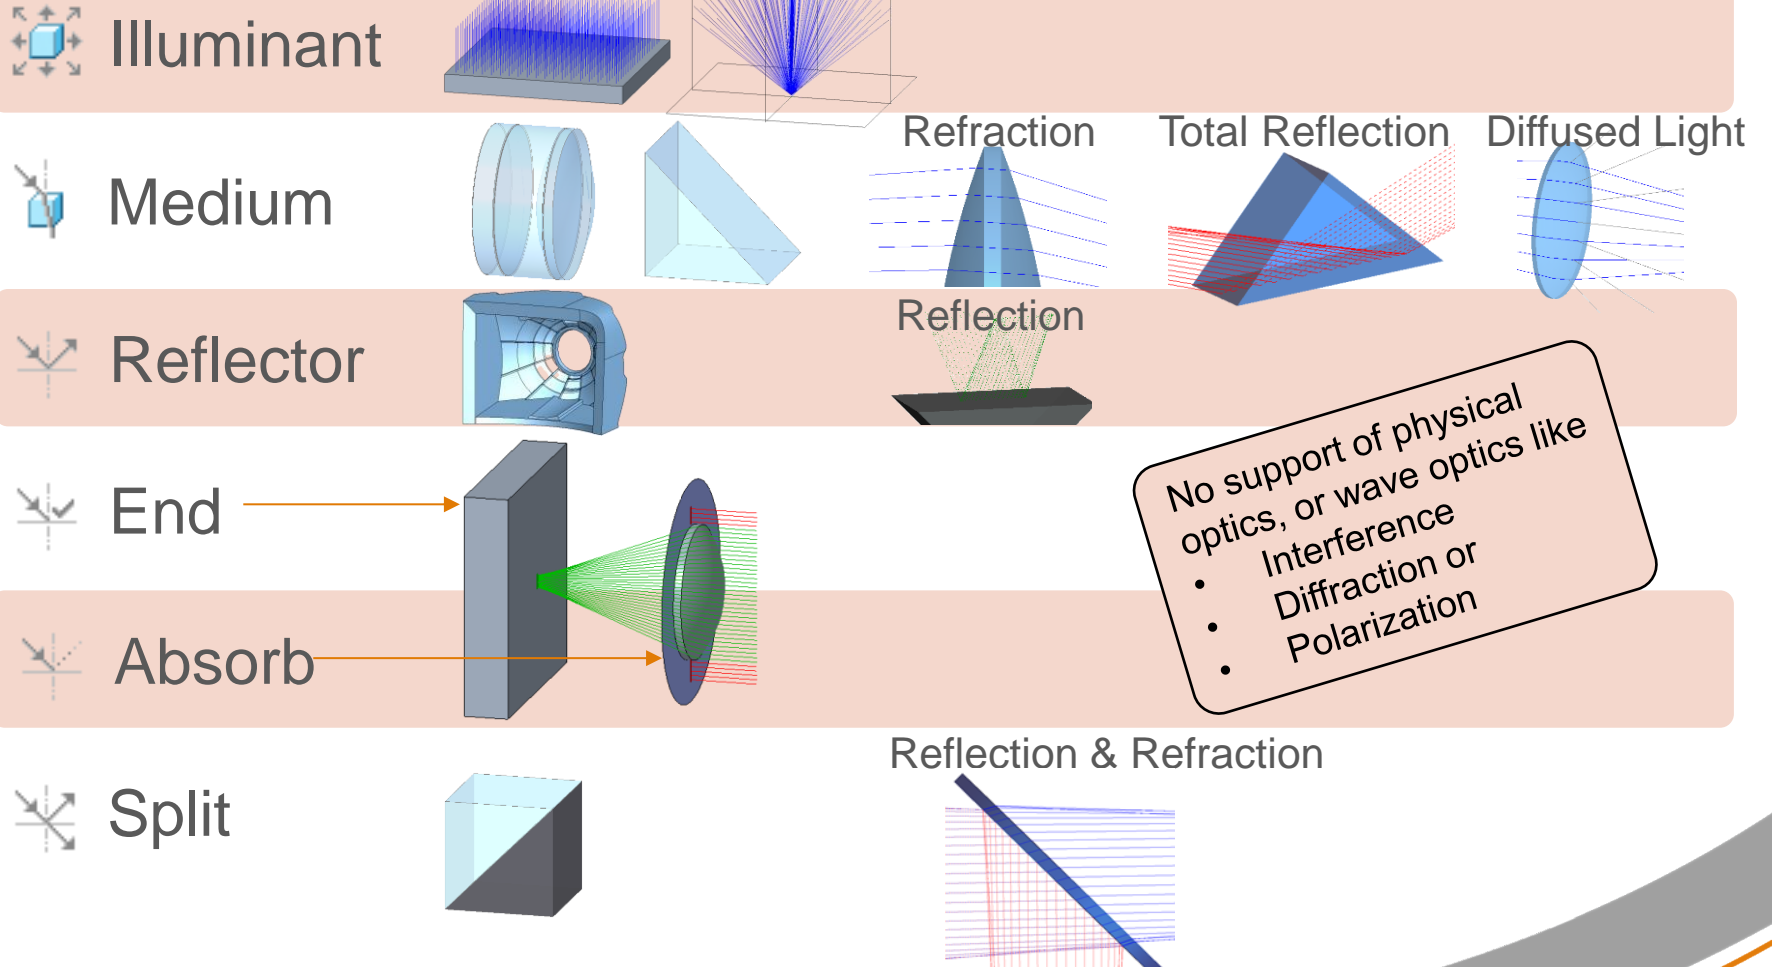 Illuminant
Refraction
Total Reflection
Diffused Light
Medium
Reflection
Reflector
No support of physical
optics, or wave optics like
• Interference
• Diffraction or
• Polarization
End
Absorb
Reflection & Refraction
Split